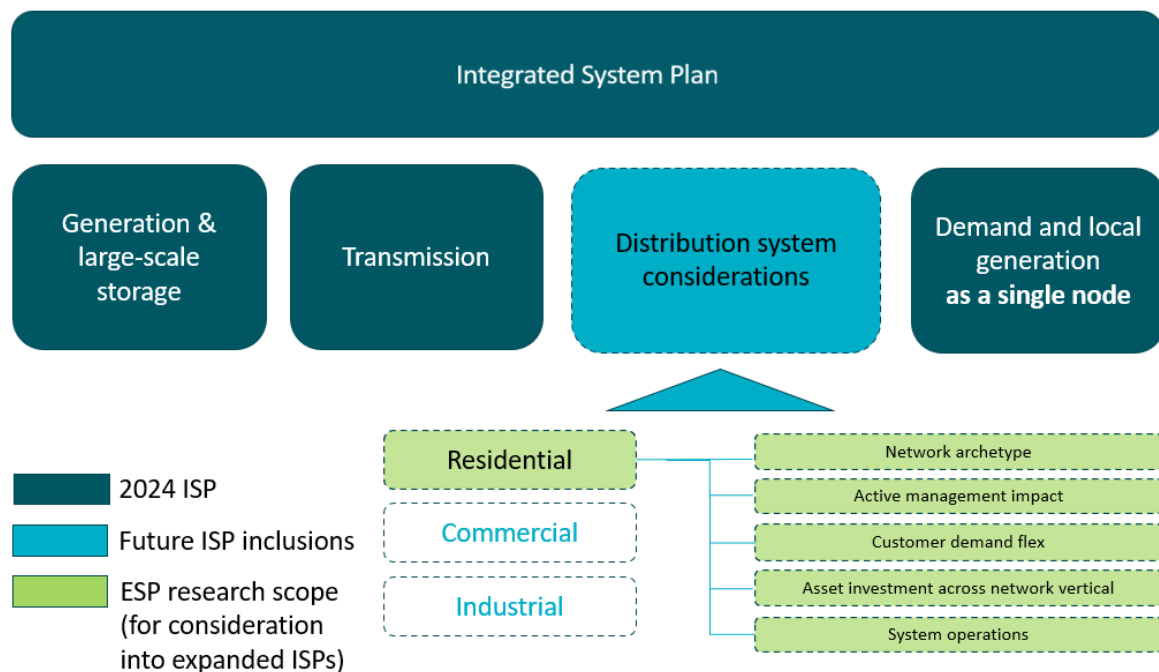 Integrated System Plan
Generation &
large-scale
storage
Transmission
Distribution system
considerations
Demand and local
generation
as a single node
Residential
Commercial
Industrial
Network archetype
Active management impact
Customer demand flex
Asset investment across network vertical
System operations
2024 ISP
Future ISP inclusions
ESP research scope
(for consideration
into expanded ISPs)